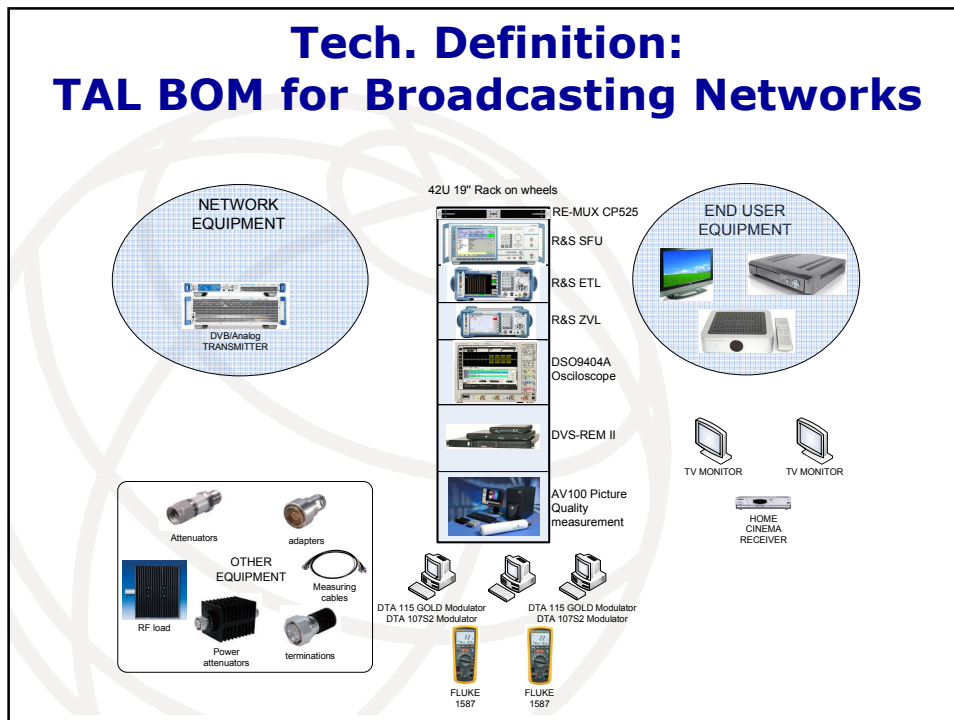 Tech. Definition:
TAL BOM for Broadcasting Networks
NETWORK
EQUIPMENT
DVB/Analog
TRANSMITTER
42U 19" Rack on wheels
RE-MUX CP525
R&S SFU
R&S ETL
R&S ZVL
DSO9404A
Osciloscope
DVS-REM II
AV100 Picture
Quality
measurement
END USER
EQUIPMENT
TV MONITOR
TV MONITOR
HOME
CINEMA
RECEIVER
Attenuators
adapters
OTHER
EQUIPMENT
Measuring
cables
RF load
Power
attenuators
terminations
DTA 115 GOLD Modulator
DTA 107S2 Modulator
DTA 115 GOLD Modulator
DTA 107S2 Modulator
FLUKE
1587
FLUKE
1587